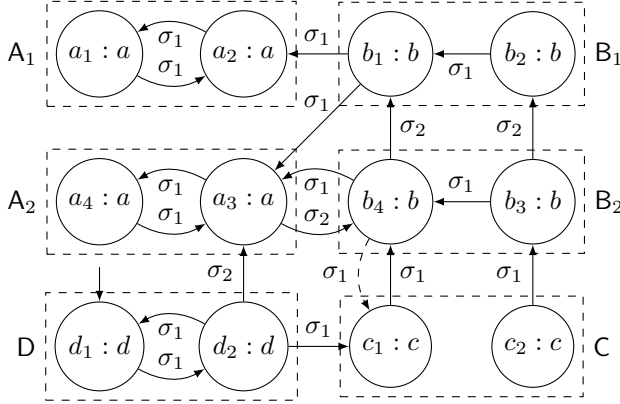 A₁ a₁ : a σ₁ σ₁ a₂ : a σ₁ b₁ : b σ₁ b₂ : b B₁
σ₁ σ₂ σ₂
A₂ a₄ : a σ₁ σ₁ a₃ : a σ₁ σ₂ b₄ : b σ₁ b₃ : b B₂
σ₂ σ₁ σ₁ σ₁
D d₁ : d σ₁ σ₁ d₂ : d σ₁ c₁ : c c₂ : c C